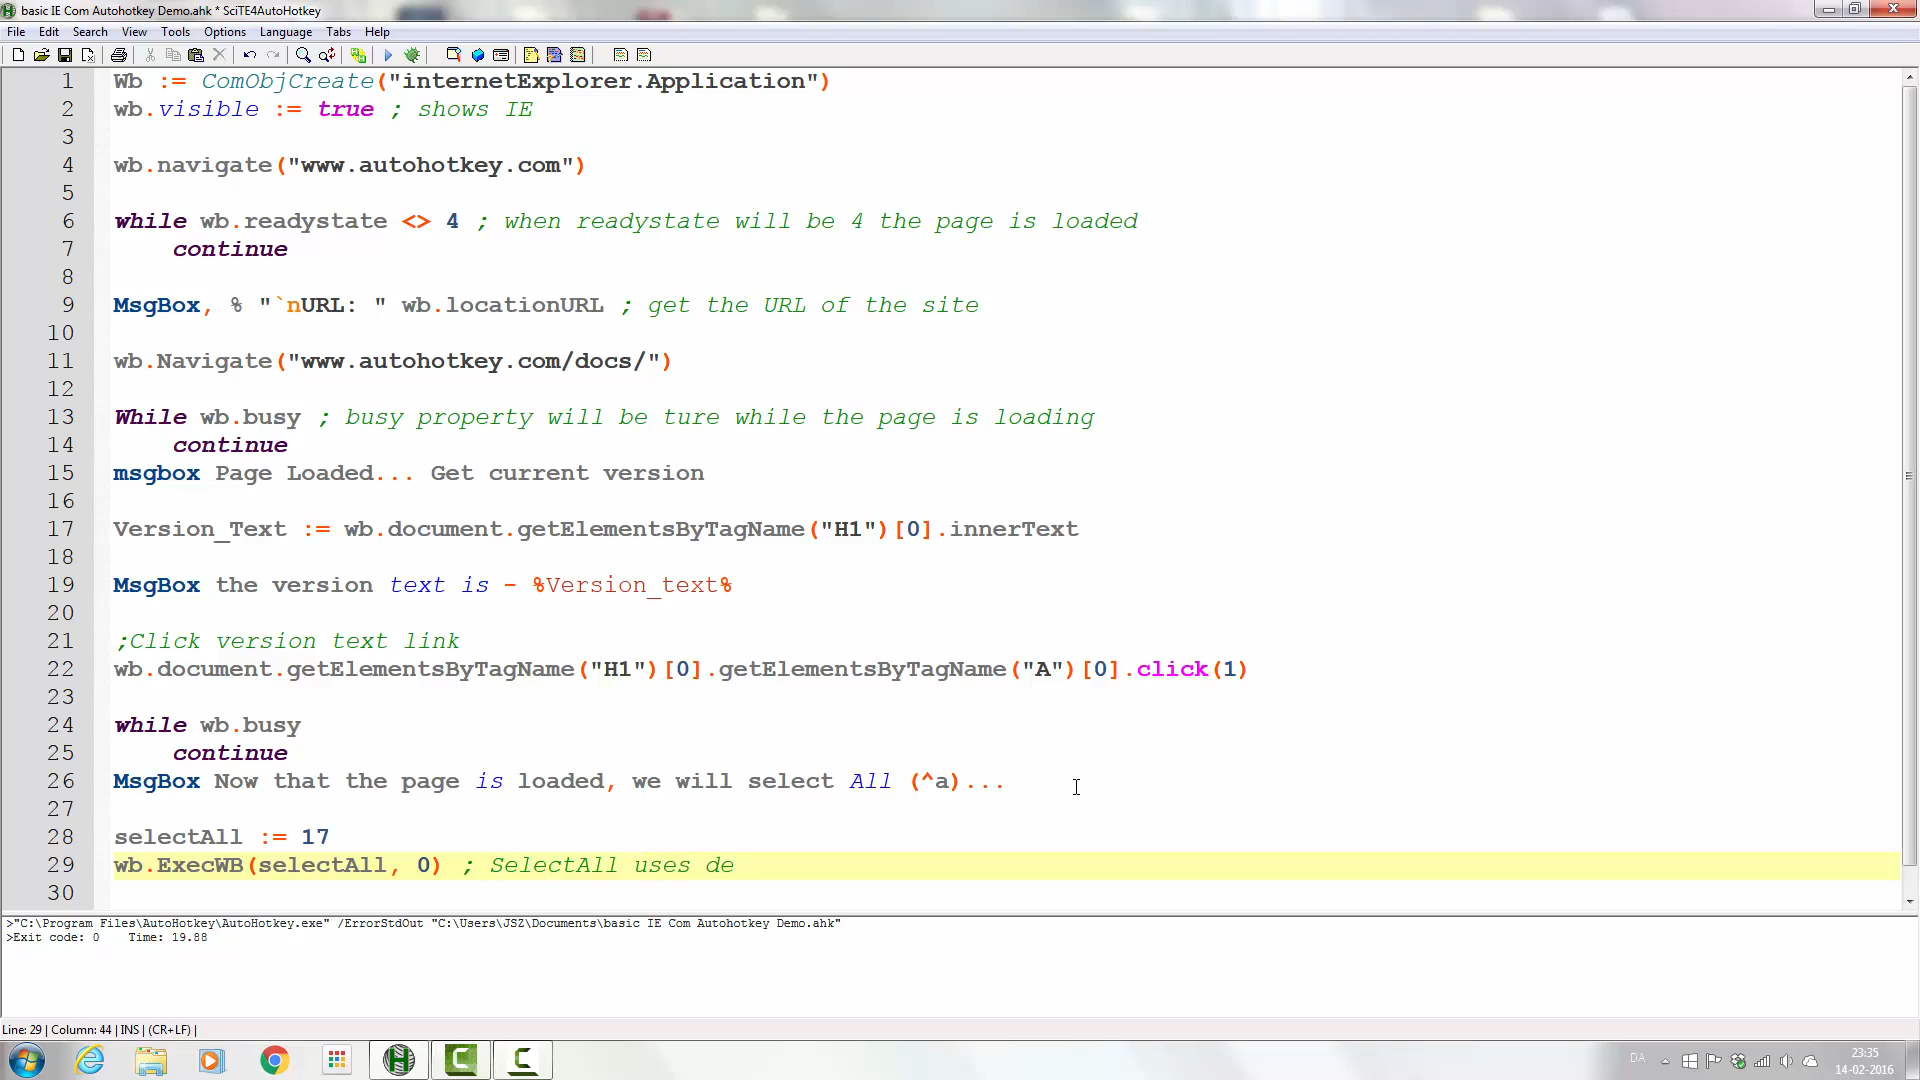 basic IE Com Autohotkey Demo.ahk * SciTE4AutoHotkey
File Edit Search View Tools Options Language Tabs Help
1 Wb := ComObjCreate("internetExplorer.Application")
2 wb.visible := true ; shows IE
3
4 wb.navigate("www.autohotkey.com")
5
6 while wb.readystate <> 4 ; when readystate will be 4 the page is loaded
7 continue
8
9 MsgBox, % "`nURL: " wb.locationURL ; get the URL of the site
10
11 wb.Navigate("www.autohotkey.com/docs/")
12
13 While wb.busy ; busy property will be ture while the page is loading
14 continue
15 msgbox Page Loaded... Get current version
16
17 Version_Text := wb.document.getElementsByTagName("H1")[0].innerText
18
19 MsgBox the version text is - %Version_text%
20
21 ;Click version text link
22 wb.document.getElementsByTagName("H1")[0].getElementsByTagName("A")[0].click(1)
23
24 while wb.busy
25 continue
26 MsgBox Now that the page is loaded, we will select All (^a)...
27
28 selectAll := 17
29 wb.ExecWB(selectAll, 0) ; SelectAll uses de
30
>"C:\Program Files\AutoHotkey\AutoHotkey.exe" /ErrorStdOut "C:\Users\JSZ\Documents\basic IE Com Autohotkey Demo.ahk"
>Exit code: 0 Time: 19.88
Line: 29 | Column: 44 | INS | (CR+LF) |
DA
23:35
14-02-2016